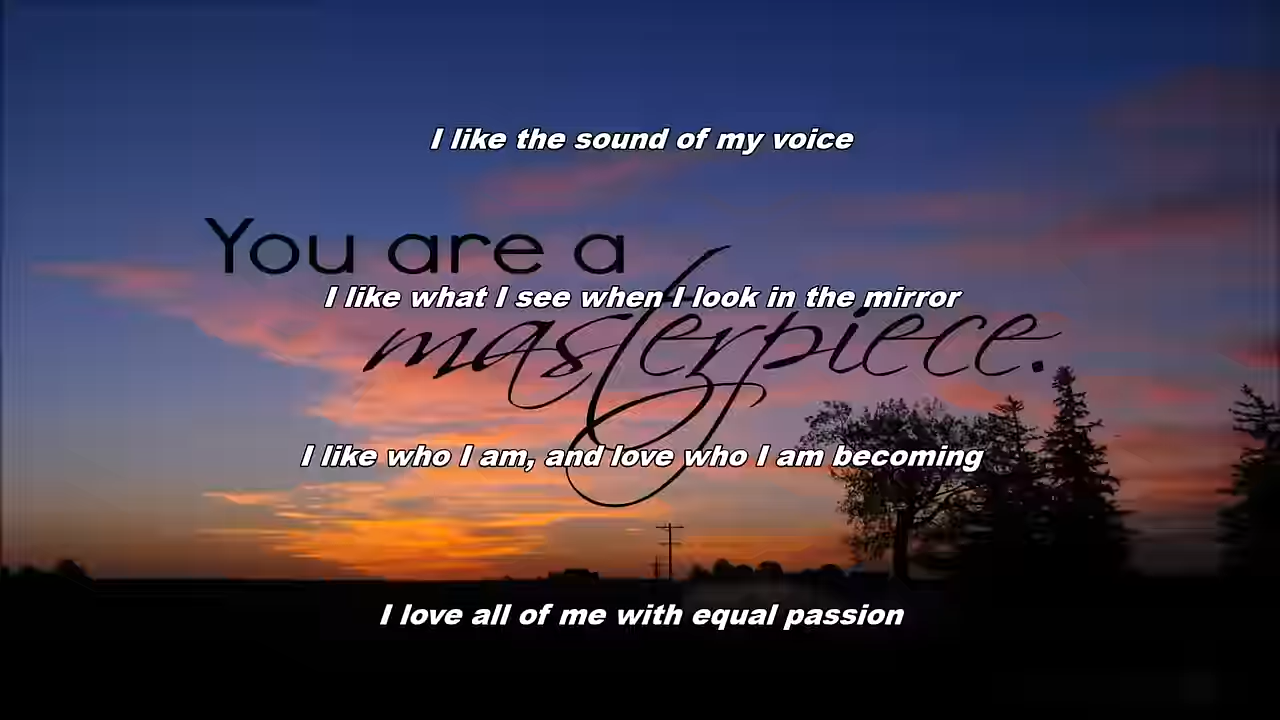 I like the sound of my voice
You are a
I like what I see when I look in the mirror
masterpiece.
I like who I am, and love who I am becoming
I love all of me with equal passion